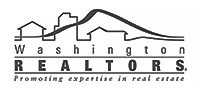 Washington
REALTORS®
Promoting expertise in real estate